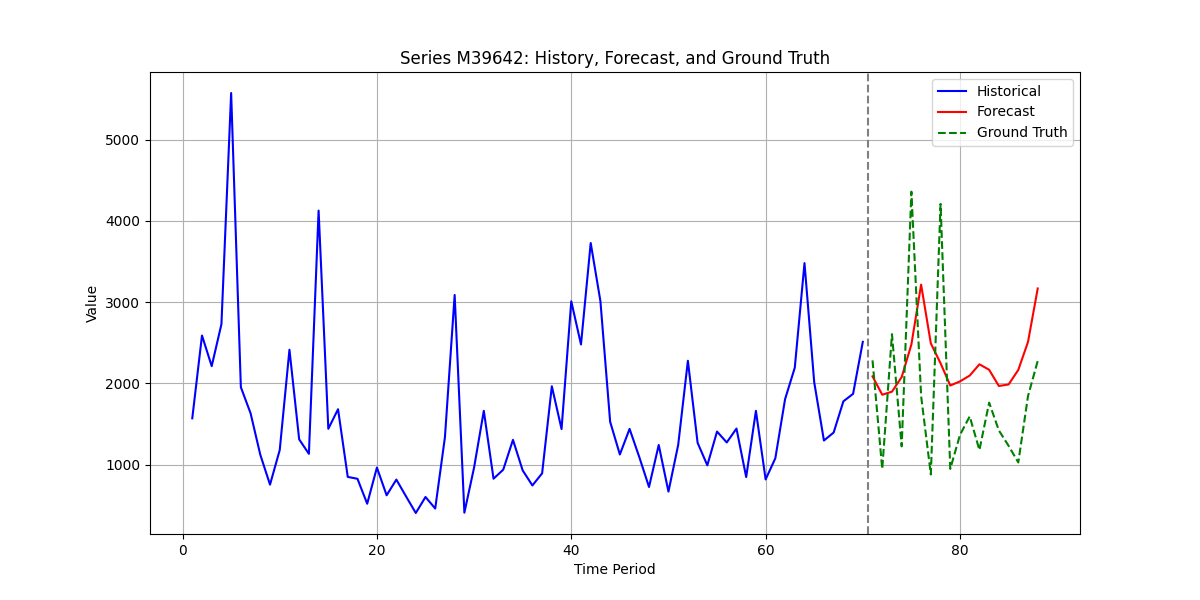 Series M39642: History, Forecast, and Ground Truth
Historical
Forecast
Ground Truth
5000
4000
3000
2000
1000
Value
0
20
40
60
80
Time Period